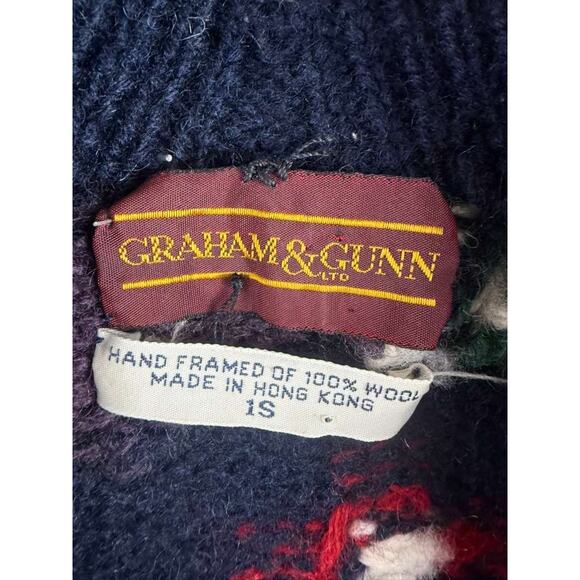 GRAHAM & GUNN
LTD
HAND FRAMED OF 100% WOOL
MADE IN HONG KONG
1S